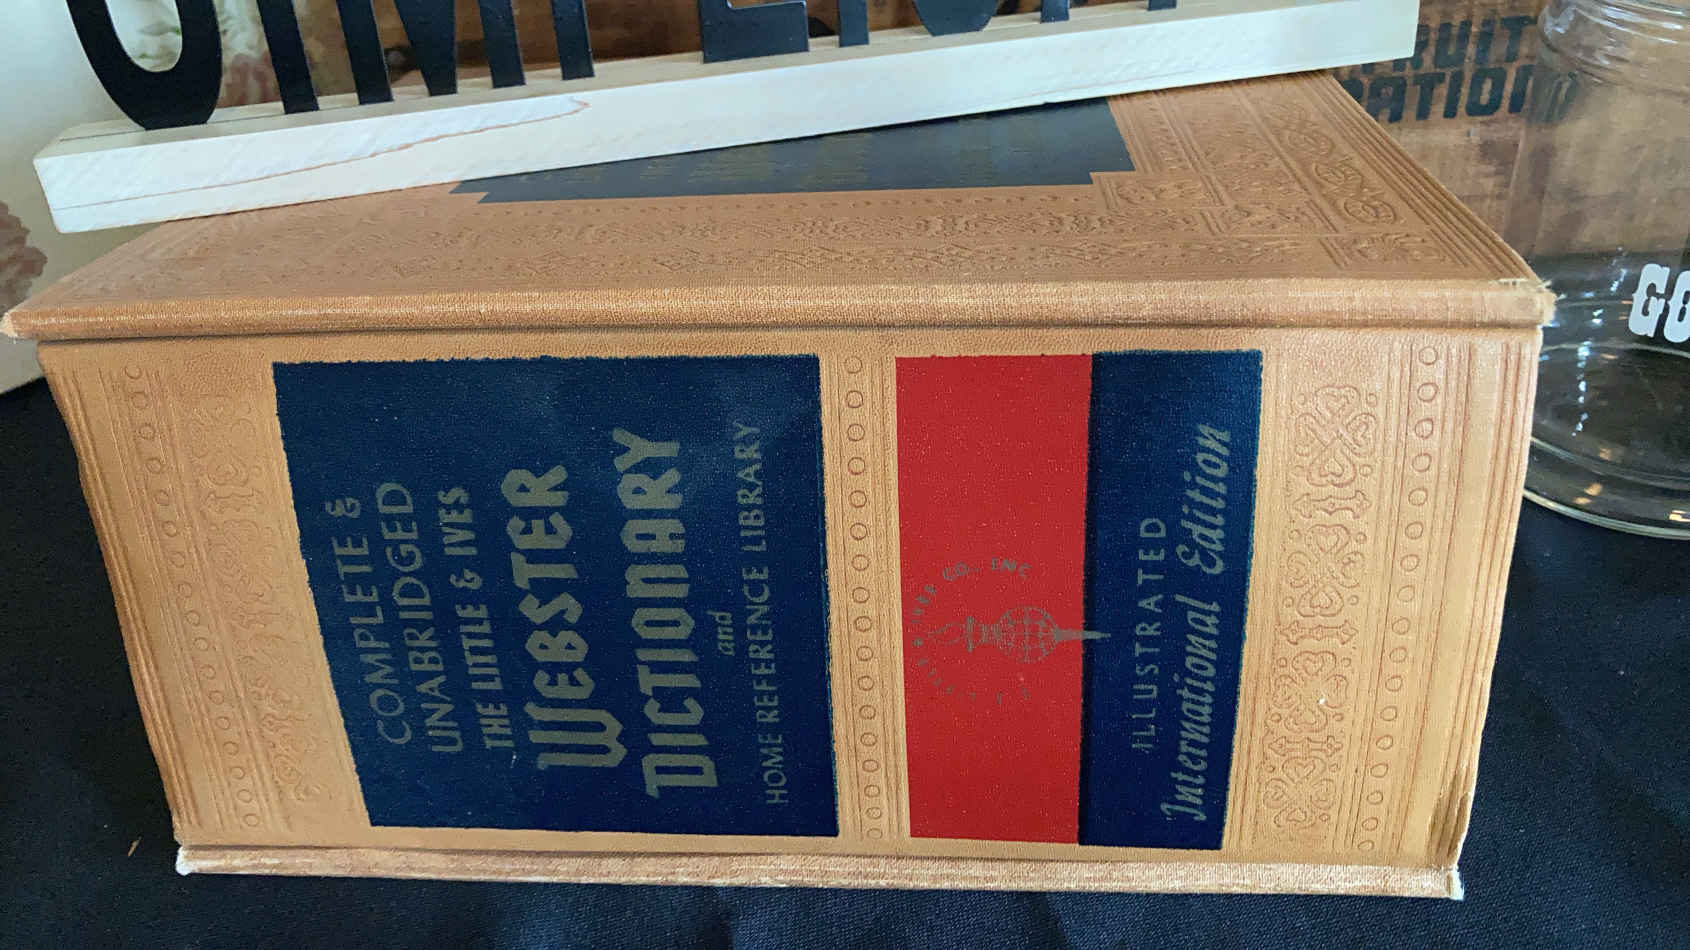 COMPLETE &
UNABRIDGED
THE LITTLE & IVES
WEBSTER
DICTIONARY
and
HOME REFERENCE LIBRARY
ILLUSTRATED
International Edition